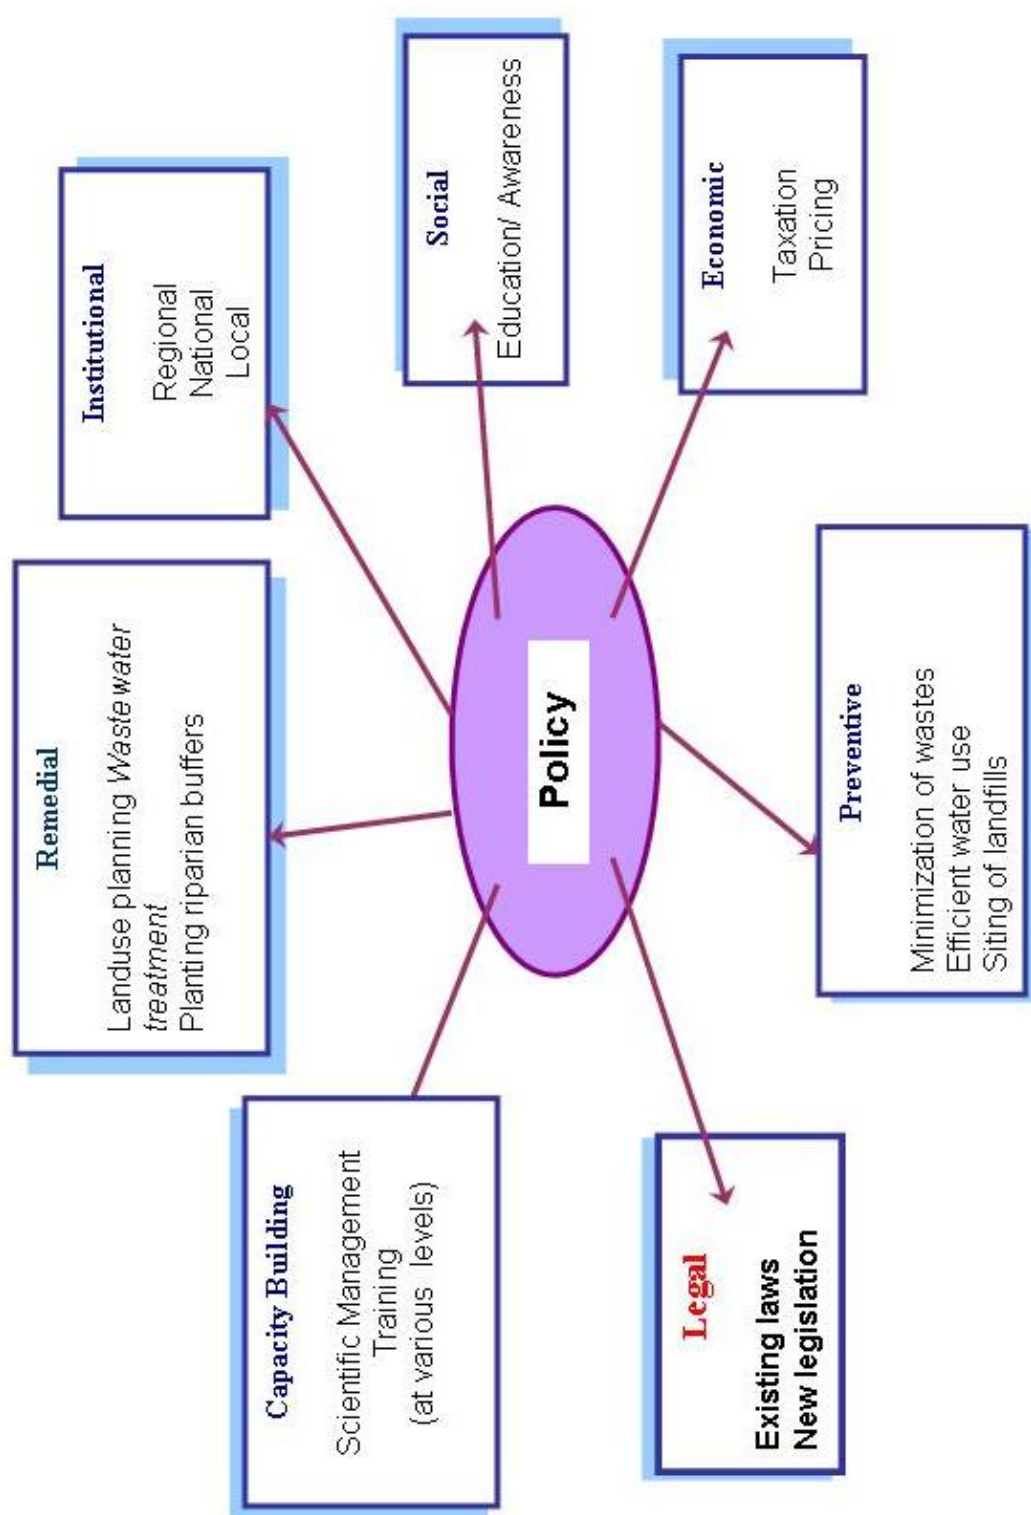 Capacity Building
Scientific Management
Training
(at various levels)
Remedial
Landuse planning Waste water
treatment
Planting riparian buffers
Institutional
Regional
National
Local
Social
Education/ Awareness
Policy
Legal
Existing laws
New legislation
Preventive
Minimization of wastes
Efficient water use
Siting of landfills
Economic
Taxation
Pricing